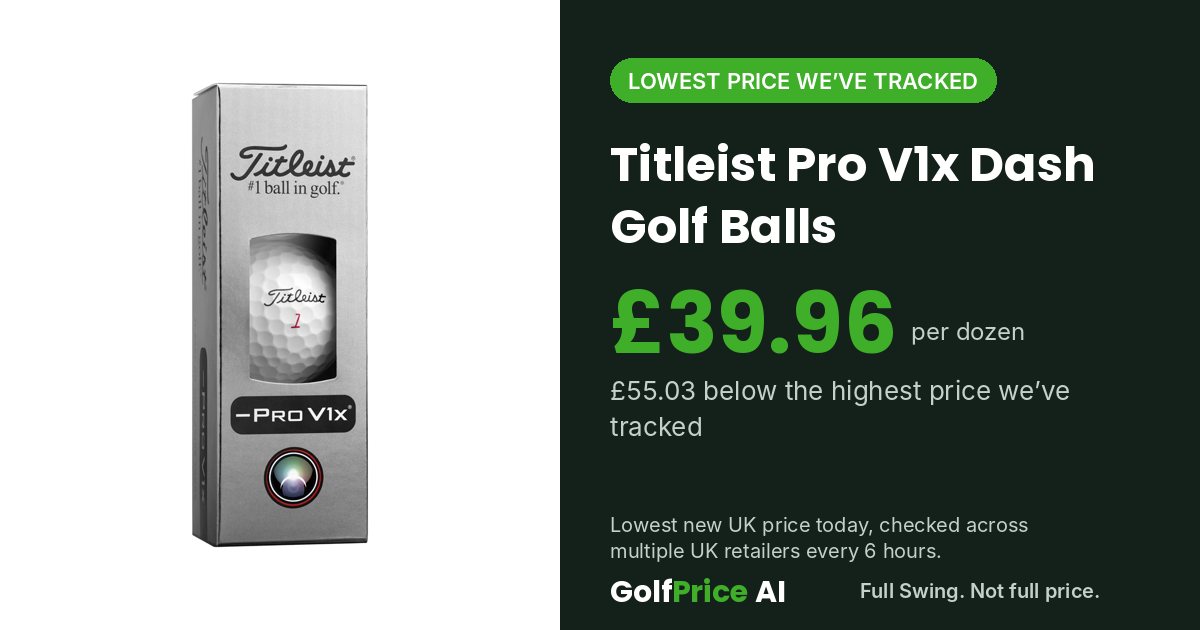 Titleist
#1 ball in golf.
Titleist
1
-PRO V1x
LOWEST PRICE WE’VE TRACKED
Titleist Pro V1x Dash
Golf Balls
£39.96 per dozen
£55.03 below the highest price we’ve
tracked
Lowest new UK price today, checked across
multiple UK retailers every 6 hours.
GolfPrice AI
Full Swing. Not full price.